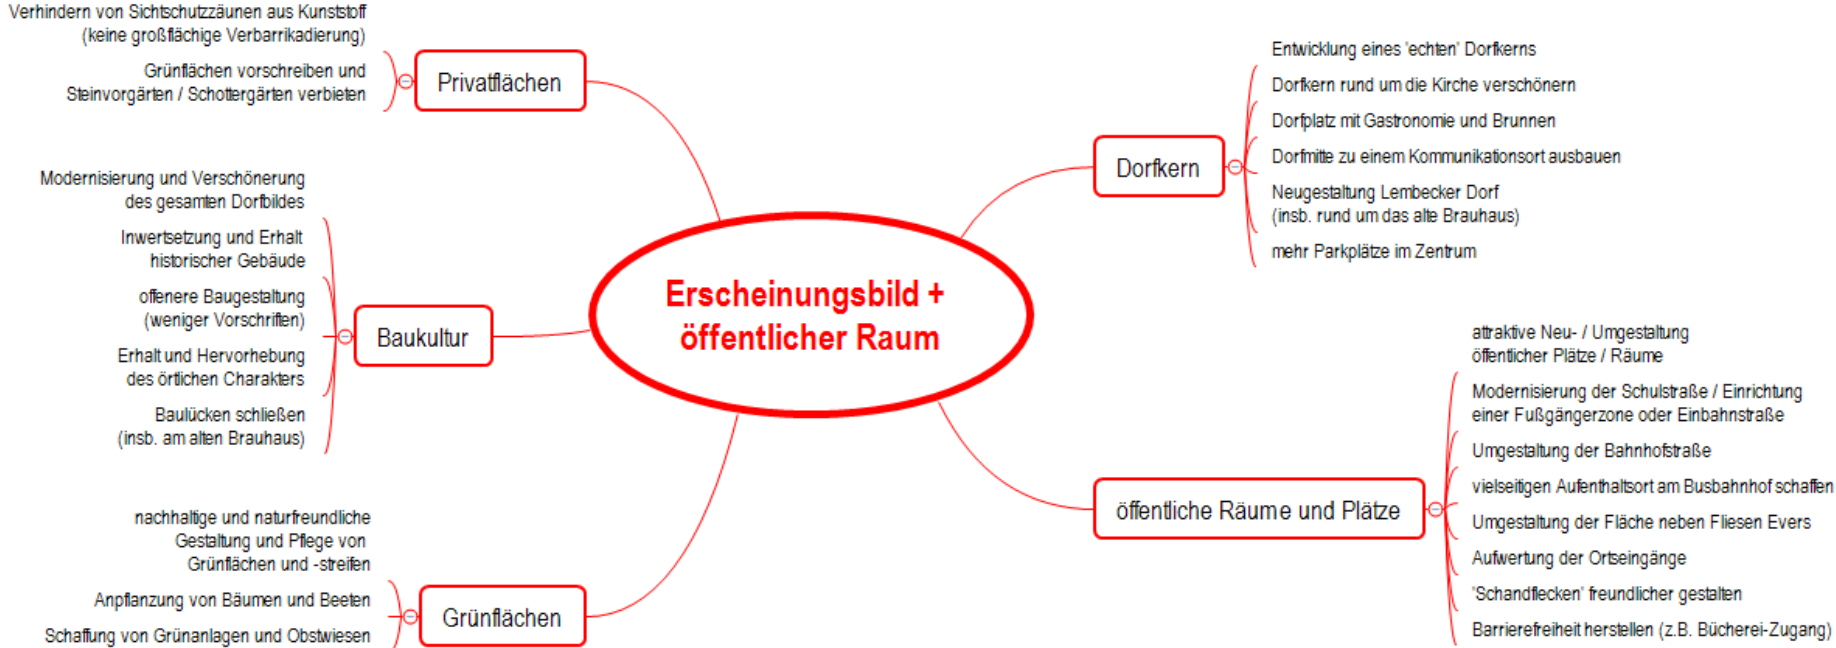 Erscheinungsbild +
öffentlicher Raum
Privatflächen
Verhindern von Sichtschutzzäunen aus Kunststoff
(keine großflächige Verbarrikadierung)
Grünflächen vorschreiben und
Steinvorgärten / Schottergärten verbieten
Baukultur
Modernisierung und Verschönerung
des gesamten Dorfbildes
Inwertsetzung und Erhalt
historischer Gebäude
offenere Baugestaltung
(weniger Vorschriften)
Erhalt und Hervorhebung
des örtlichen Charakters
Baulücken schließen
(insb. am alten Brauhaus)
Grünflächen
nachhaltige und naturfreundliche
Gestaltung und Pflege von
Grünflächen und -streifen
Anpflanzung von Bäumen und Beeten
Schaffung von Grünanlagen und Obstwiesen
Dorfkern
Entwicklung eines 'echten' Dorfkerns
Dorfkern rund um die Kirche verschönern
Dorfplatz mit Gastronomie und Brunnen
Dorfmitte zu einem Kommunikationsort ausbauen
Neugestaltung Lembecker Dorf
(insb. rund um das alte Brauhaus)
mehr Parkplätze im Zentrum
öffentliche Räume und Plätze
attraktive Neu- / Umgestaltung
öffentlicher Plätze / Räume
Modernisierung der Schulstraße / Einrichtung
einer Fußgängerzone oder Einbahnstraße
Umgestaltung der Bahnhofstraße
vielseitigen Aufenthaltsort am Busbahnhof schaffen
Umgestaltung der Fläche neben Fliesen Evers
Aufwertung der Ortseingänge
'Schandflecken' freundlicher gestalten
Barrierefreiheit herstellen (z.B. Bücherei-Zugang)